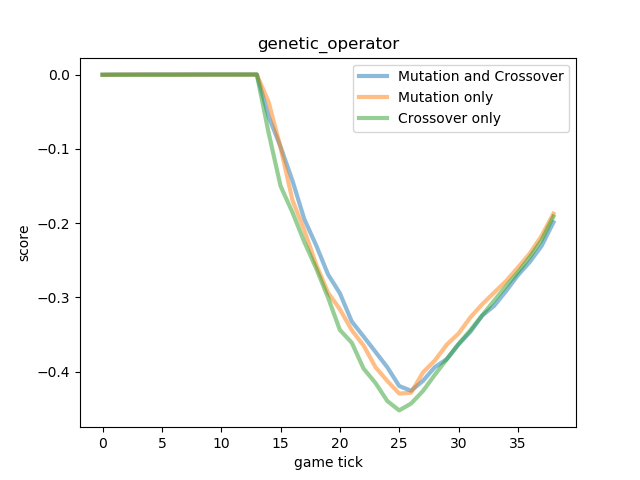 genetic_operator
Mutation and Crossover
Mutation only
Crossover only
0.0
−0.1
−0.2
−0.3
−0.4
score
0 5 10 15 20 25 30 35
game tick